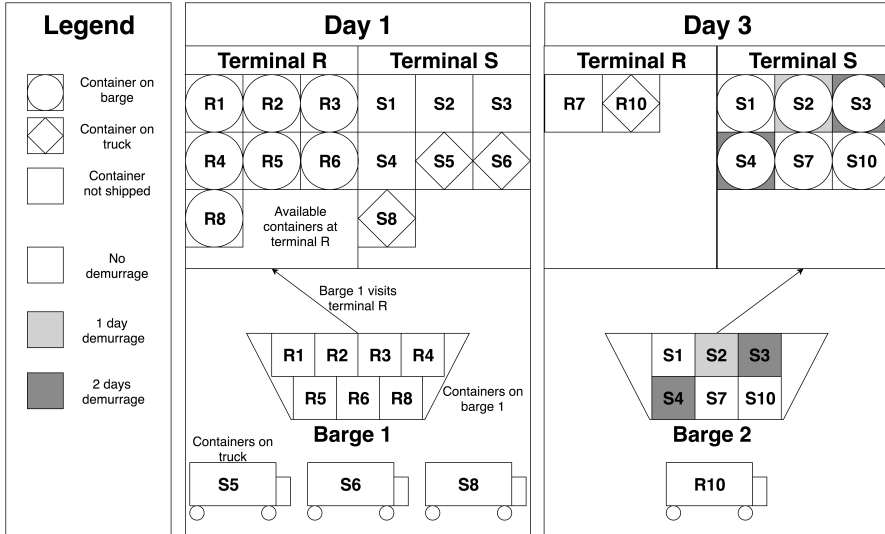 Legend
Container on
barge
Container on
truck
Container
not shipped
No
demurrage
1 day
demurrage
2 days
demurrage
Day 1
Terminal R
Terminal S
R1 R2 R3 S1 S2 S3
R4 R5 R6 S4 S5 S6
R8
Available
containers at
terminal R
S8
Barge 1 visits
terminal R
R1 R2 R3 R4
R5 R6 R8
Containers on
barge 1
Barge 1
Containers on
truck
S5 S6 S8
Day 3
Terminal R
Terminal S
R7 R10 S1 S2 S3
S4 S7 S10
S1 S2 S3
S4 S7 S10
Barge 2
R10